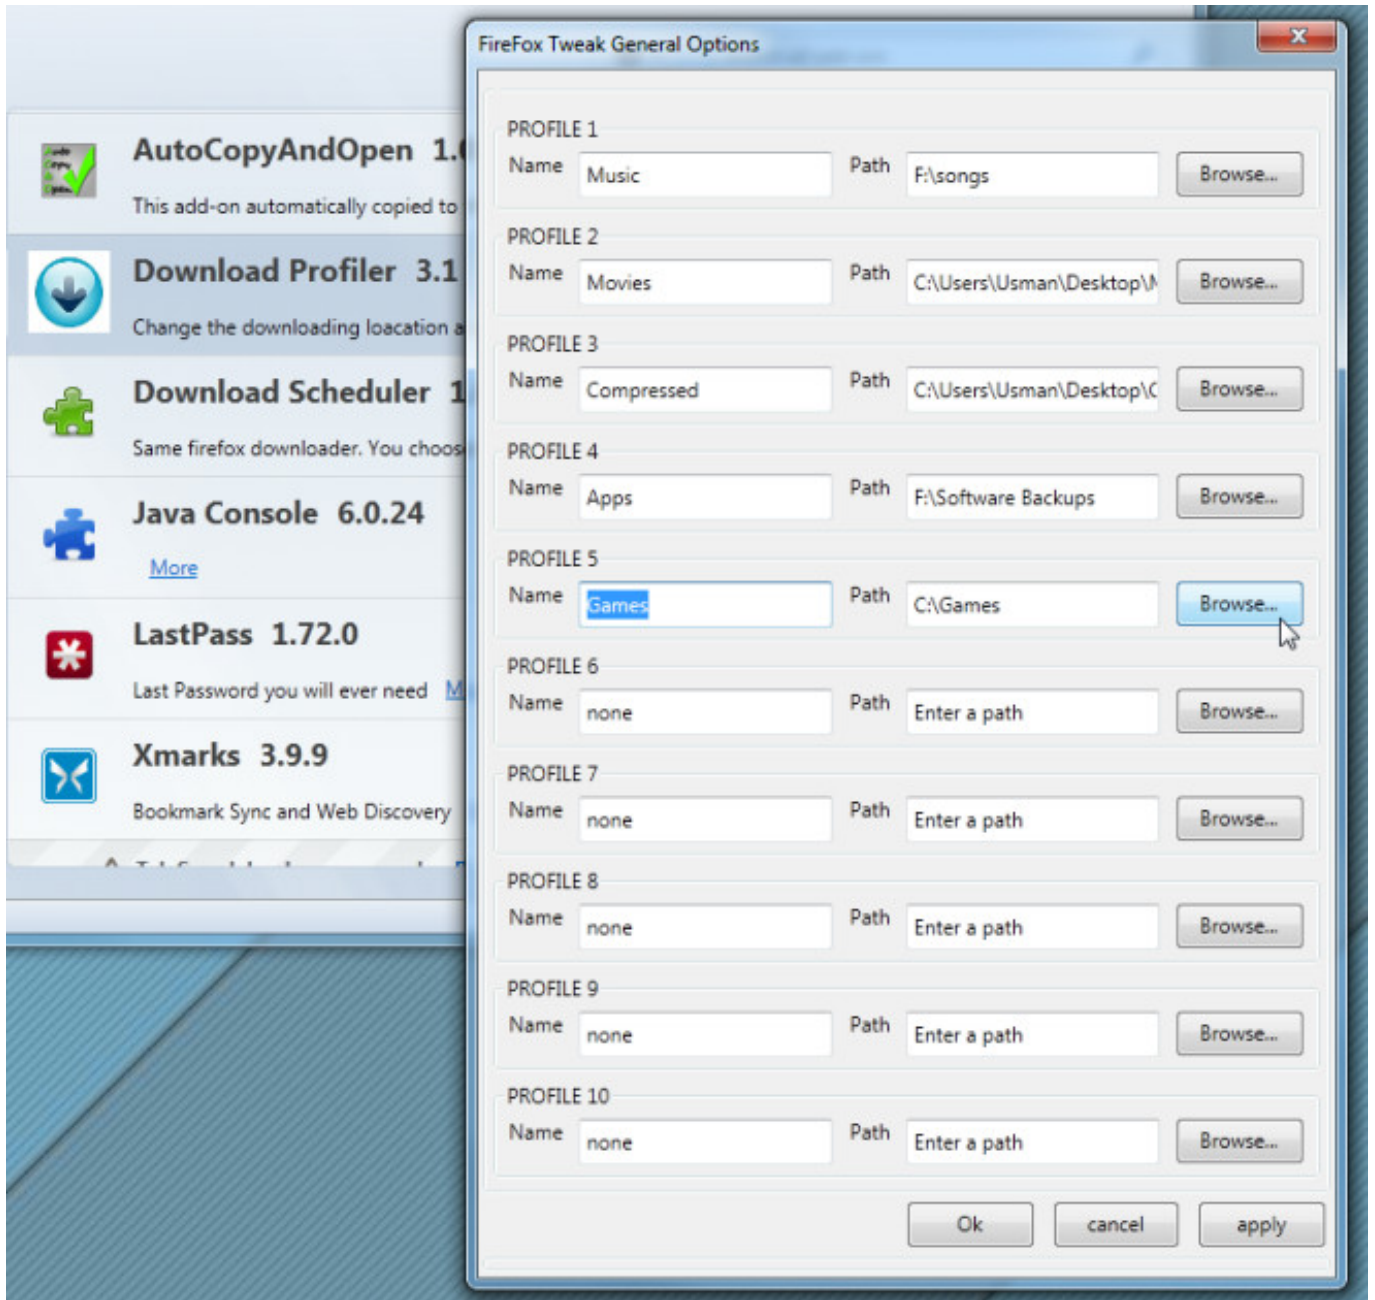 FireFox Tweak General Options
AutoCopyAndOpen
This add-on automatically copied to
Download Profiler 3.1
Change the downloading loacation
Download Scheduler
Same firefox downloader. You choose
Java Console 6.0.24
More
LastPass 1.72.0
Last Password you will ever need
Xmarks 3.9.9
Bookmark Sync and Web Discovery
PROFILE 1
Name Music Path F:\songs Browse...
PROFILE 2
Name Movies Path C:\Users\Usman\Desktop\ Browse...
PROFILE 3
Name Compressed Path C:\Users\Usman\Desktop\ Browse...
PROFILE 4
Name Apps Path F:\Software Backups Browse...
PROFILE 5
Name Games Path C:\Games Browse...
PROFILE 6
Name none Path Enter a path Browse...
PROFILE 7
Name none Path Enter a path Browse...
PROFILE 8
Name none Path Enter a path Browse...
PROFILE 9
Name none Path Enter a path Browse...
PROFILE 10
Name none Path Enter a path Browse...
Ok cancel apply